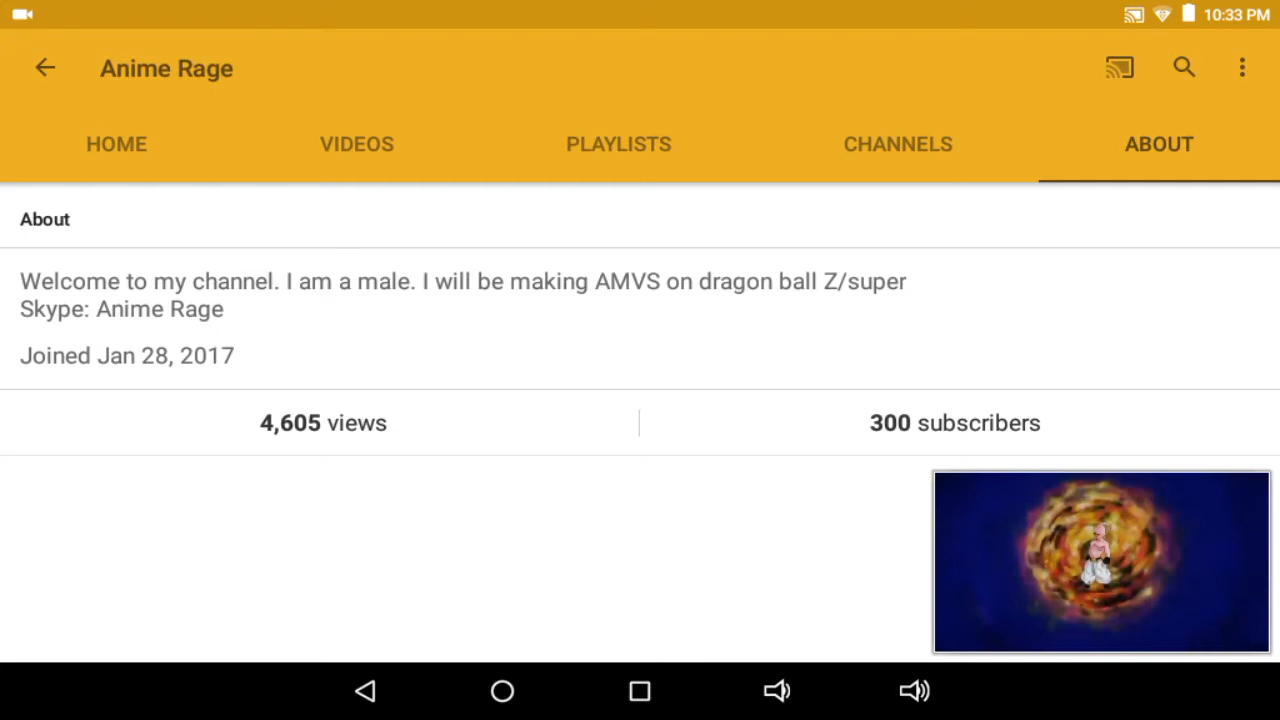 10:33 PM
Anime Rage
HOME VIDEOS PLAYLISTS CHANNELS ABOUT
About
Welcome to my channel. I am a male. I will be making AMVS on dragon ball Z/super
Skype: Anime Rage
Joined Jan 28, 2017
4,605 views 300 subscribers